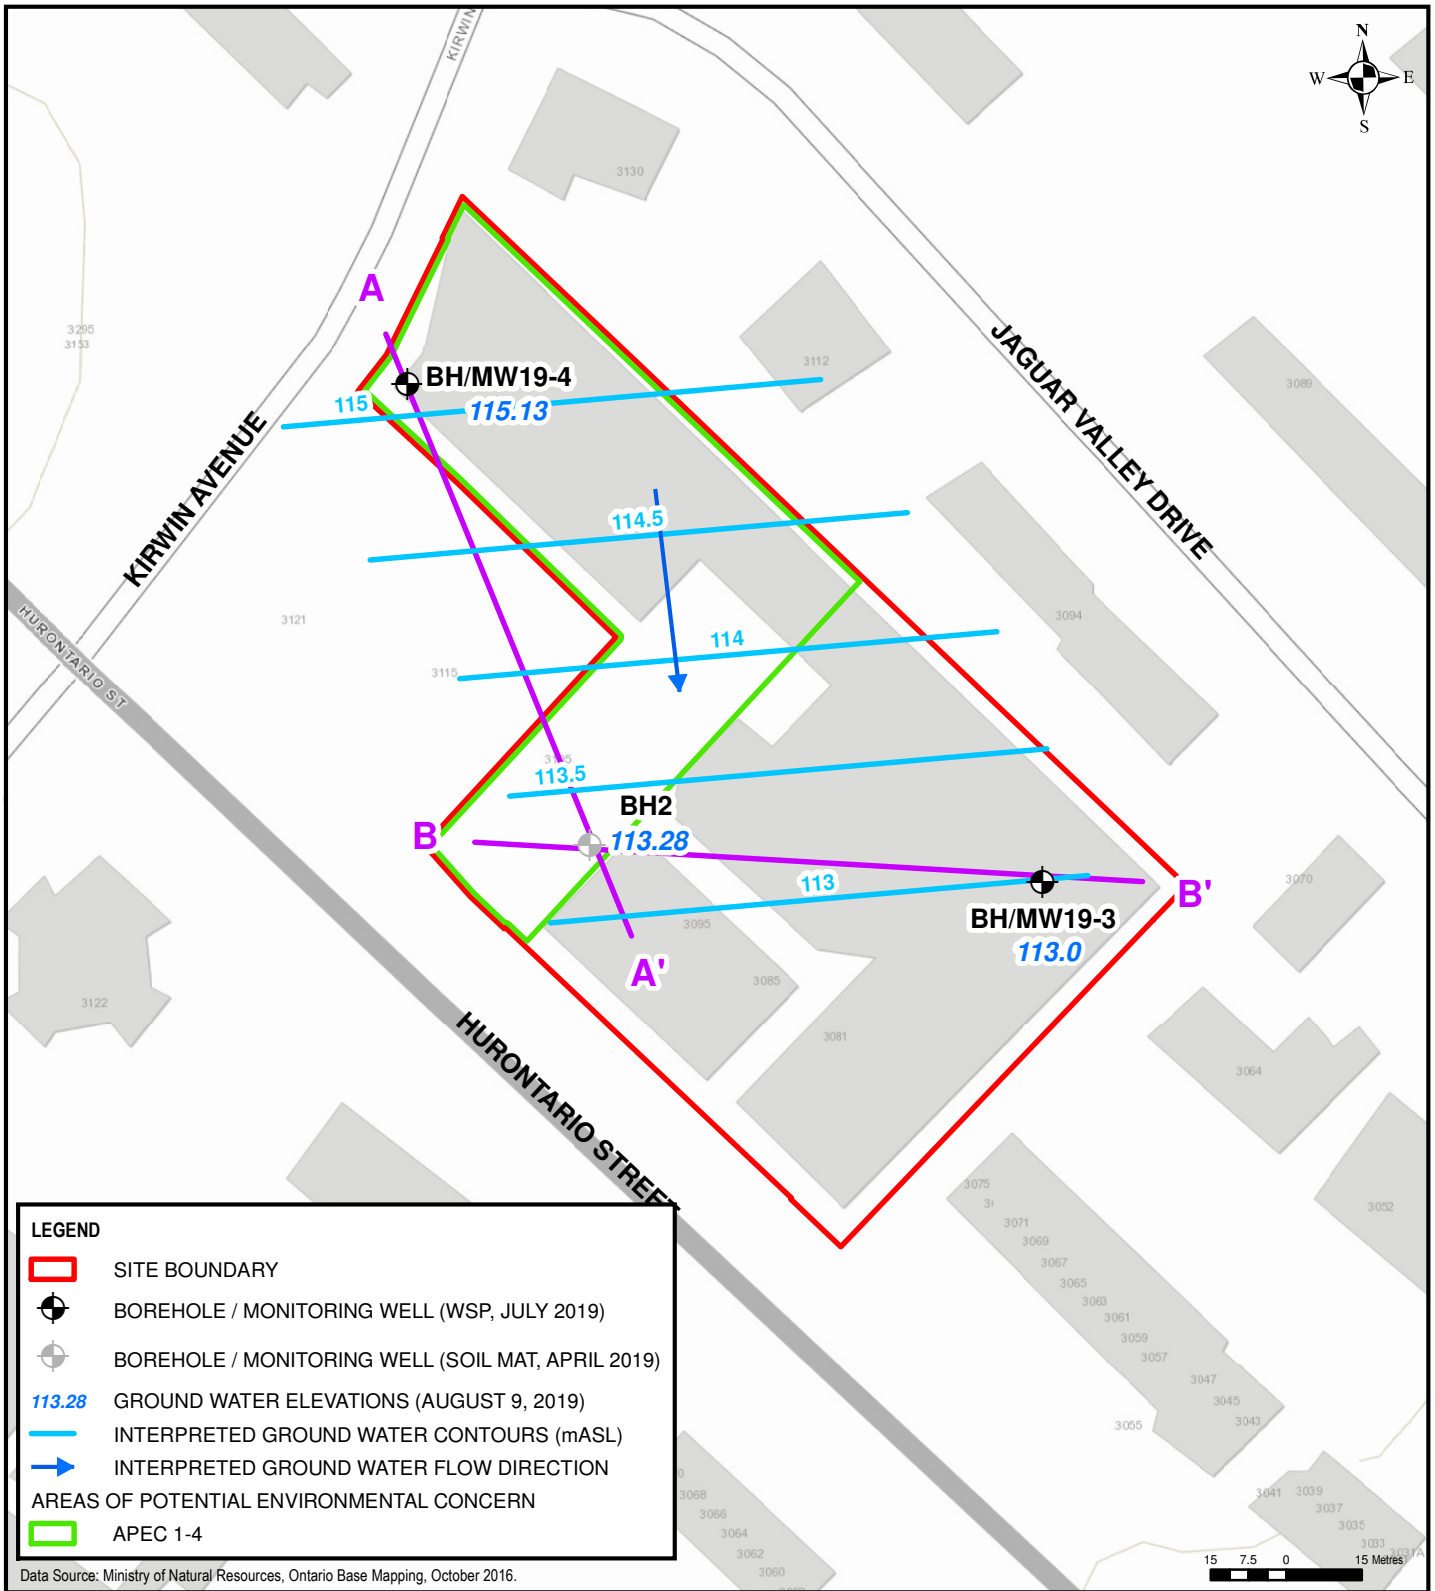 N
W E
S
KIRWIN
3130
A
3295
3153
JAGUAR VALLEY DRIVE
3112
3089
BH/MW19-4
115
115.13
KIRWIN AVENUE
114.5
HURONTARIO ST
3121
3094
114
3115
113.5
BH2
B
113.28
113
B'
3070
BH/MW19-3
113.0
3095
A'
3085
3122
HURONTARIO STREET
3081
3064
3075
3071
3069
3067
3065
3063
3061
3059
3057
3055
3047
3045
3043
3052
3041
3039
3037
3035
3033
3031A
3068
3066
3064
3062
3060
LEGEND
SITE BOUNDARY
BOREHOLE / MONITORING WELL (WSP, JULY 2019)
BOREHOLE / MONITORING WELL (SOIL MAT, APRIL 2019)
113.28 GROUND WATER ELEVATIONS (AUGUST 9, 2019)
INTERPRETED GROUND WATER CONTOURS (mASL)
INTERPRETED GROUND WATER FLOW DIRECTION
AREAS OF POTENTIAL ENVIRONMENTAL CONCERN
APEC 1-4
Data Source: Ministry of Natural Resources, Ontario Base Mapping, October 2016.
15 7.5 0 15 Metres